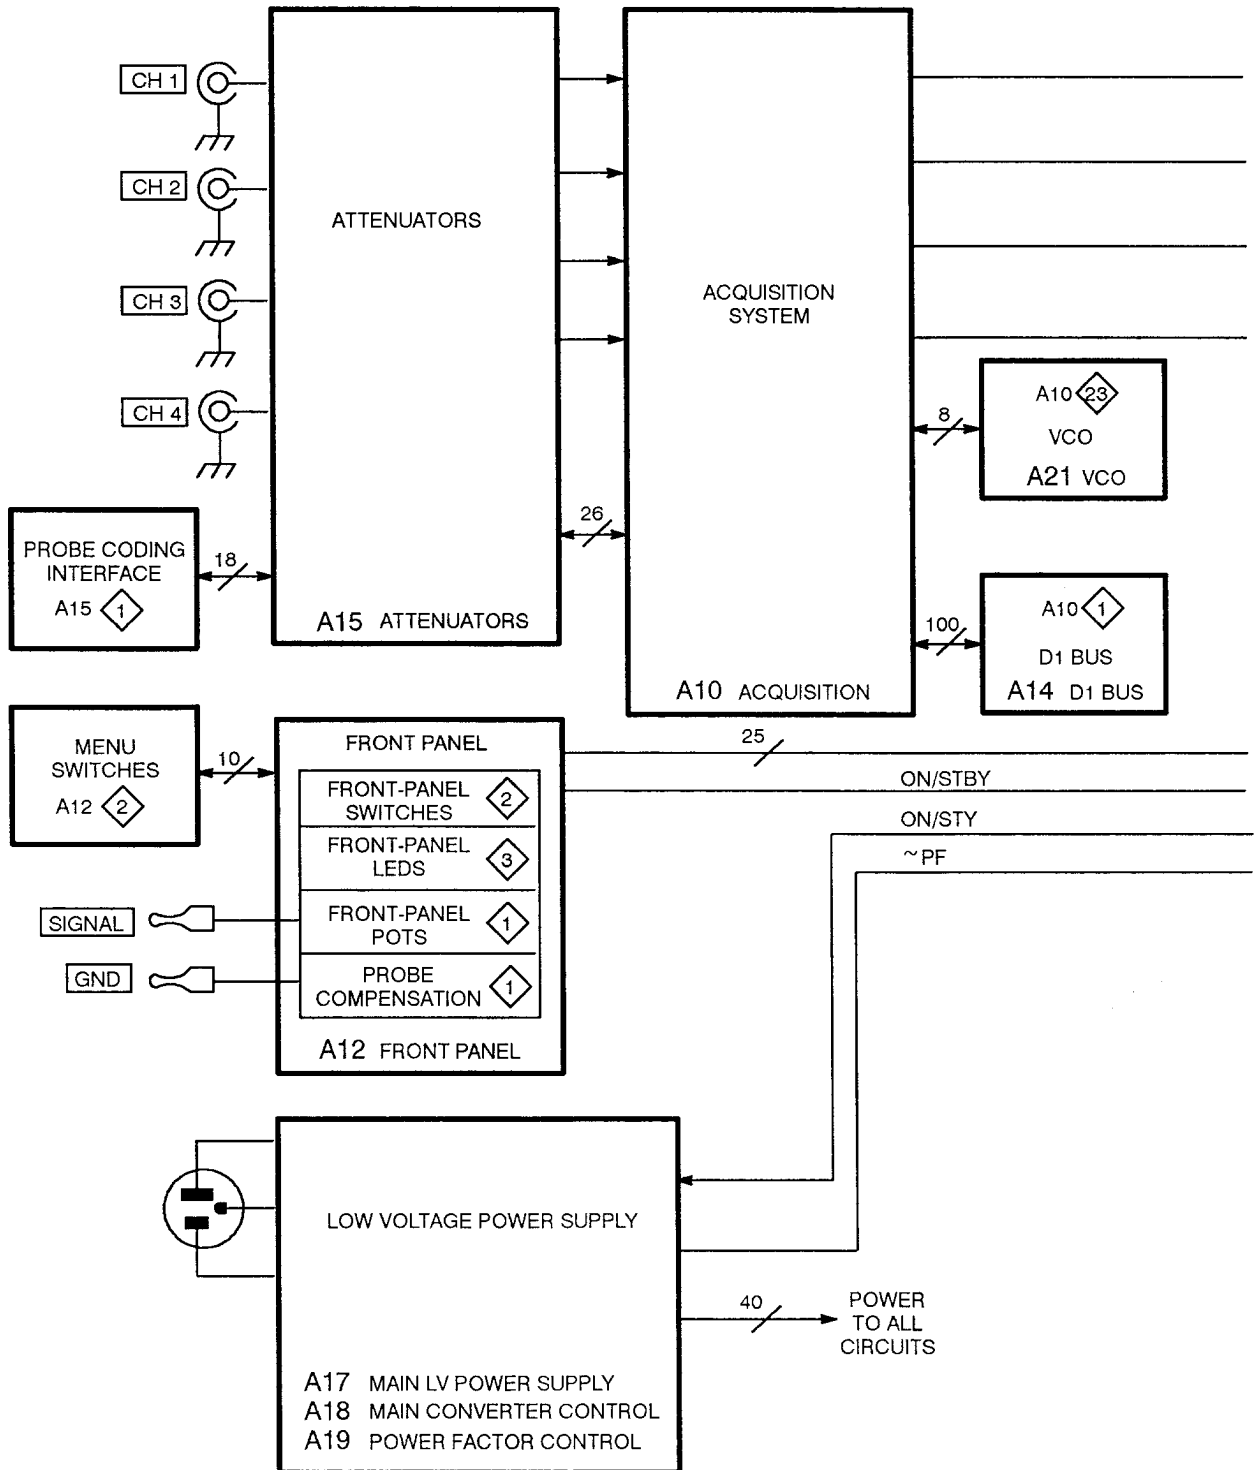 CH 1
CH 2
CH 3
CH 4
ATTENUATORS
A15 ATTENUATORS
ACQUISITION
SYSTEM
A10 ACQUISITION
A10 23
VCO
A21 VCO
8
26
PROBE CODING
INTERFACE
A15 1
18
100
A10 1
D1 BUS
A14 D1 BUS
MENU
SWITCHES
A12 2
10
FRONT PANEL
FRONT-PANEL
SWITCHES
2
FRONT-PANEL
LEDS
3
FRONT-PANEL
POTS
1
PROBE
COMPENSATION
1
A12 FRONT PANEL
SIGNAL
GND
25
ON/STBY
ON/STY
~PF
LOW VOLTAGE POWER SUPPLY
A17 MAIN LV POWER SUPPLY
A18 MAIN CONVERTER CONTROL
A19 POWER FACTOR CONTROL
40
POWER
TO ALL
CIRCUITS